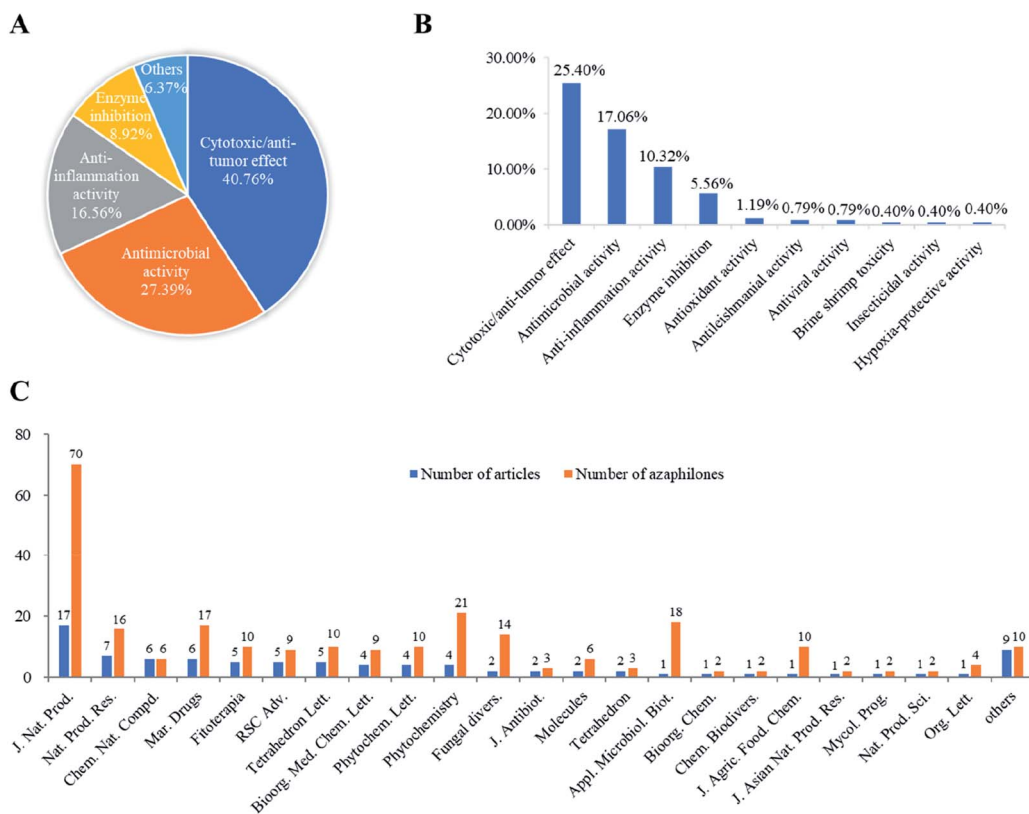 A
Others
6.37%
Enzyme
inhibition
8.92%
Anti-
inflammation
activity
16.56%
Cytotoxic/anti-
tumor effect
40.76%
Antimicrobial
activity
27.39%
B
30.00%
20.00%
10.00%
0.00%
25.40%
17.06%
10.32%
5.56%
1.19%
0.79%
0.79%
0.40%
0.40%
0.40%
Cytotoxic/anti-tumor effect
Antimicrobial activity
Anti-inflammation activity
Enzyme inhibition
Antioxidant activity
Antileishmanial activity
Antiviral activity
Brine shrimp toxicity
Insecticidal activity
Hypoxia-protective activity
C
80
60
40
20
0
Number of articles
Number of azaphilones
17 70
7 16
6 6
6 17
5 10
5 9
5 10
4 9
4 10
4 21
2 14
2 3
2 6
2 3
1 18
1 2
1 2
1 10
1 2
1 2
1 2
1 4
9 10
J. Nat. Prod.
Nat. Prod. Res.
Chem. Nat. Compd.
Mar. Drugs
Fitoterapia
RSC Adv.
Tetrahedron Lett.
Bioorg. Med. Chem. Lett.
Phytochem. Lett.
Phytochemistry
Fungal divers.
J. Antibiot.
Molecules
Tetrahedron
Appl. Microbiol. Biot.
Bioorg. Chem.
Chem. Biodivers.
J. Agric. Food. Chem.
J. Asian Nat. Prod. Res.
Mycol. Prog.
Nat. Prod. Sci.
Org. Lett.
others